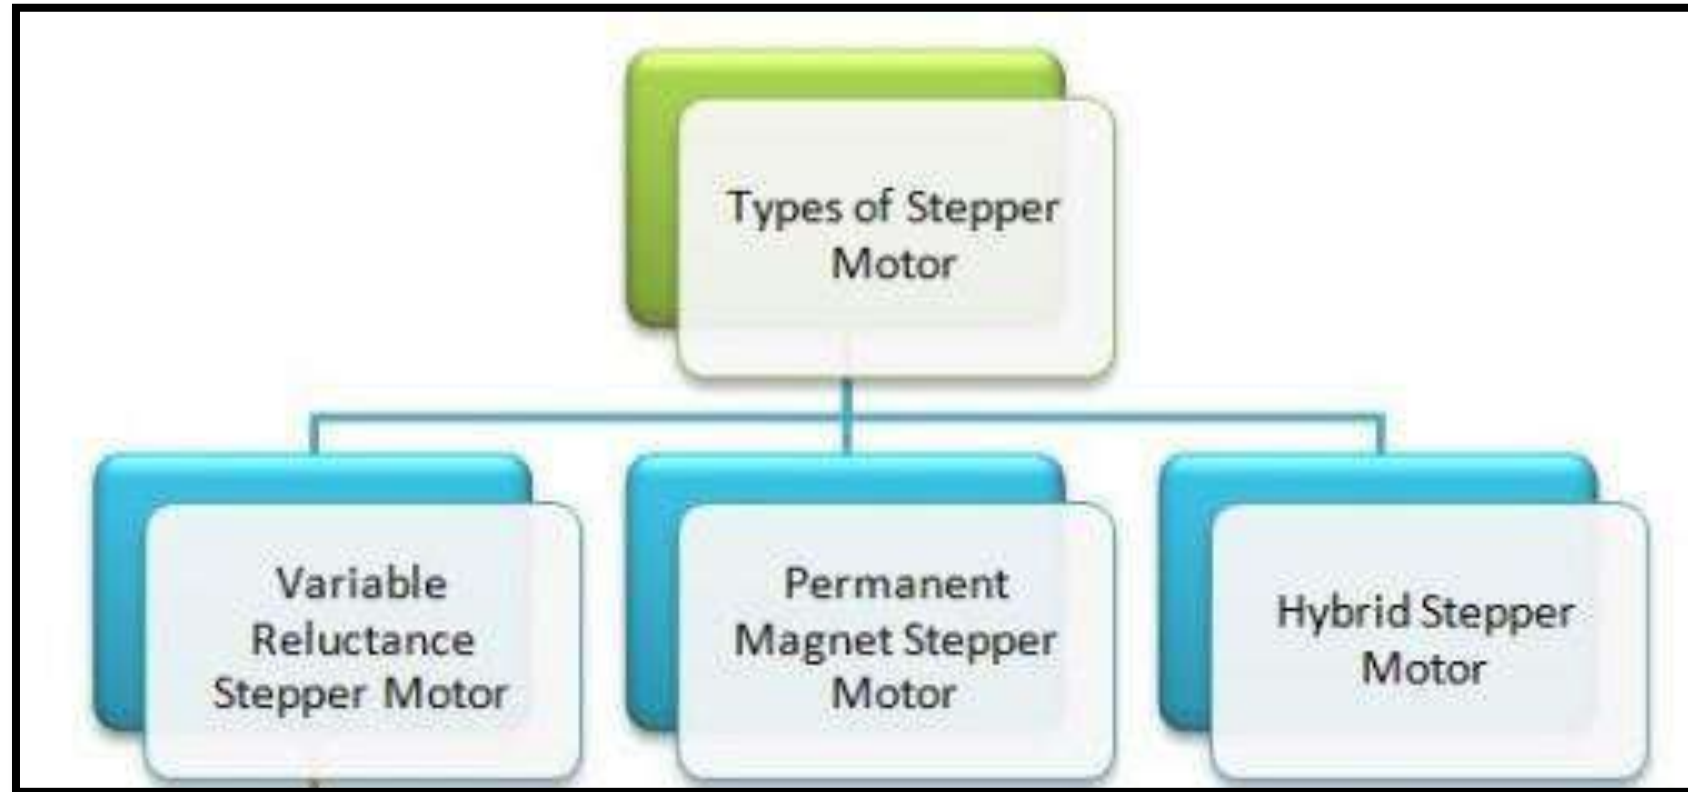 Types of Stepper
Motor
Variable
Reluctance
Stepper Motor
Permanent
Magnet Stepper
Motor
Hybrid Stepper
Motor